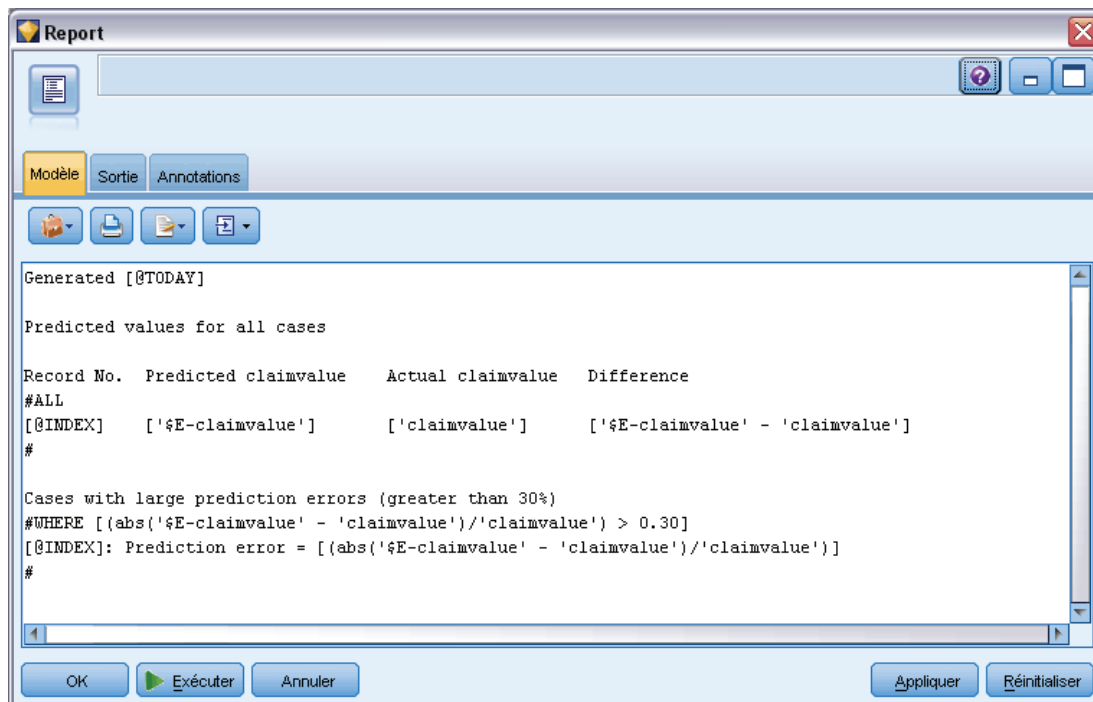 Report
Modèle Sortie Annotations
Generated [@TODAY]
Predicted values for all cases
Record No. Predicted claimvalue Actual claimvalue Difference
#ALL
[@INDEX] ['$E-claimvalue'] ['claimvalue'] ['$E-claimvalue' - 'claimvalue']
#
Cases with large prediction errors (greater than 30%)
#WHERE [(abs('$E-claimvalue' - 'claimvalue')/'claimvalue') > 0.30]
[@INDEX]: Prediction error = [(abs('$E-claimvalue' - 'claimvalue')/'claimvalue')]
#
OK Exécuter Annuler Appliquer Réinitialiser